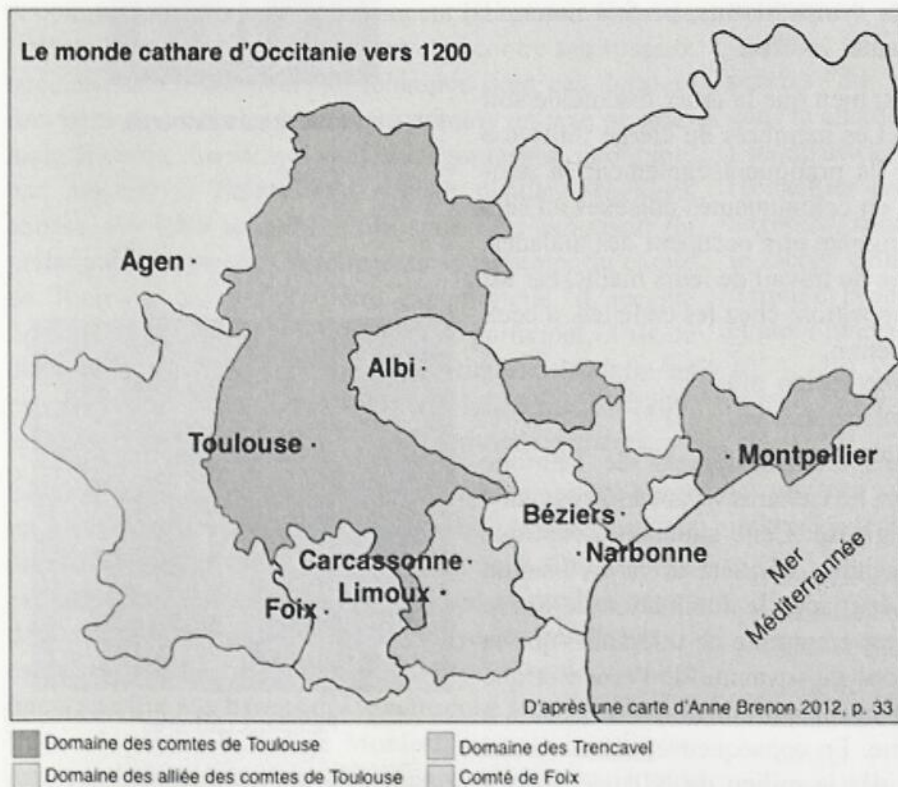 Le monde cathare d'Occitanie vers 1200
Agen
Albi
Toulouse
Montpellier
Béziers
Carcassonne
Narbonne
Limoux
Foix
Mer
Méditerrannée
D'après une carte d'Anne Brenon 2012, p. 33
Domaine des comtes de Toulouse
Domaine des Trencavel
Domaine des alliée des comtes de Toulouse
Comté de Foix